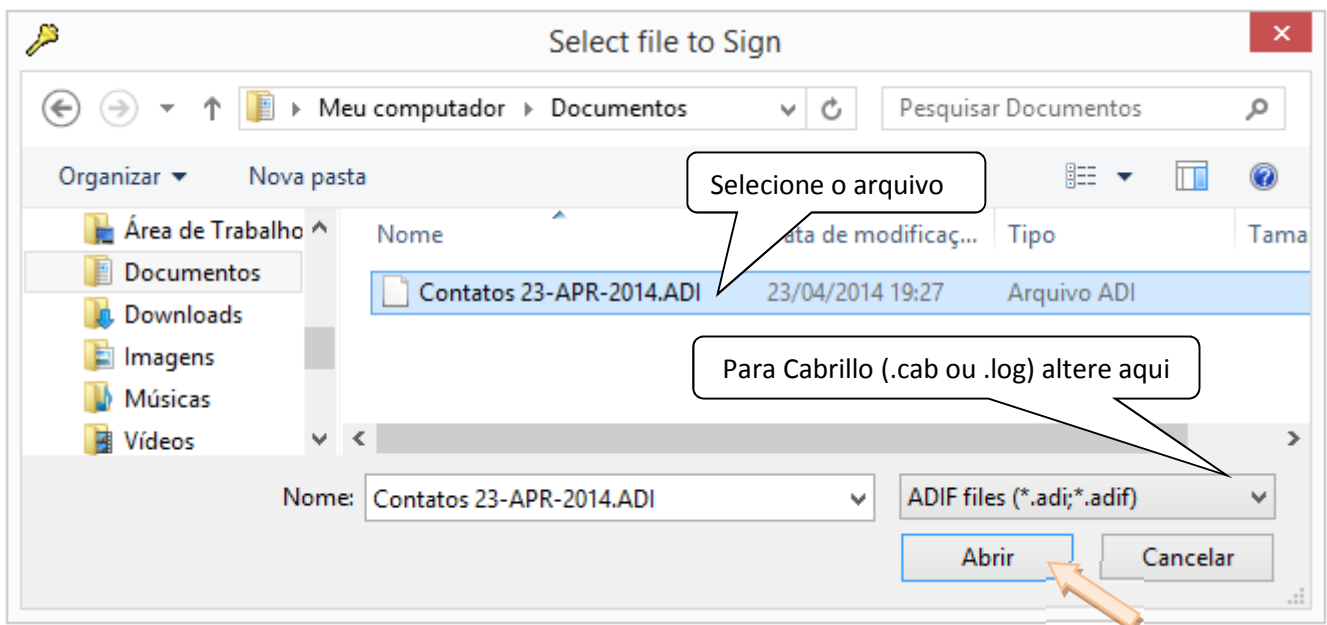 Select file to Sign
Meu computador Documentos
Pesquisar Documentos
Organizar
Nova pasta
Selecione o arquivo
Área de Trabalho
Documentos
Downloads
Imagens
Músicas
Vídeos
Nome
ata de modificaç...
Tipo
Tama
Contatos 23-APR-2014.ADI 23/04/2014 19:27 Arquivo ADI
Para Cabrillo (.cab ou .log) altere aqui
Nome: Contatos 23-APR-2014.ADI
ADIF files (*.adi;*.adif)
Abrir
Cancelar